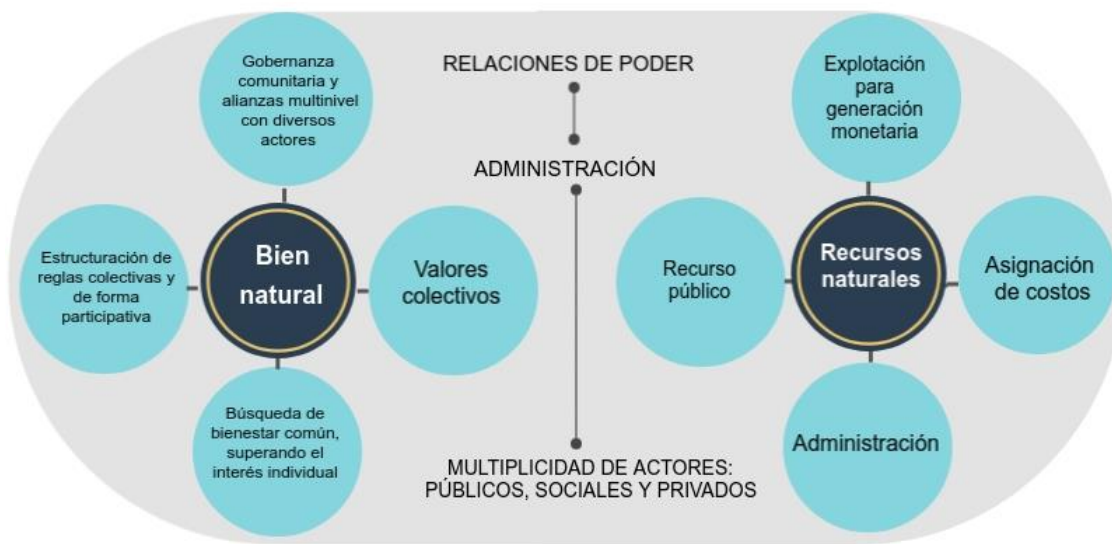 Gobernanza
comunitaria y
alianzas multinivel
con diversos
actores
Estructuración de
reglas colectivas y
de forma
participativa
Bien
natural
Valores
colectivos
Búsqueda de
bienestar común,
superando el
interés individual
RELACIONES DE PODER
ADMINISTRACIÓN
MULTIPLICIDAD DE ACTORES:
PÚBLICOS, SOCIALES Y PRIVADOS
Explotación
para
generación
monetaria
Recurso
público
Recursos
naturales
Asignación
de costos
Administración